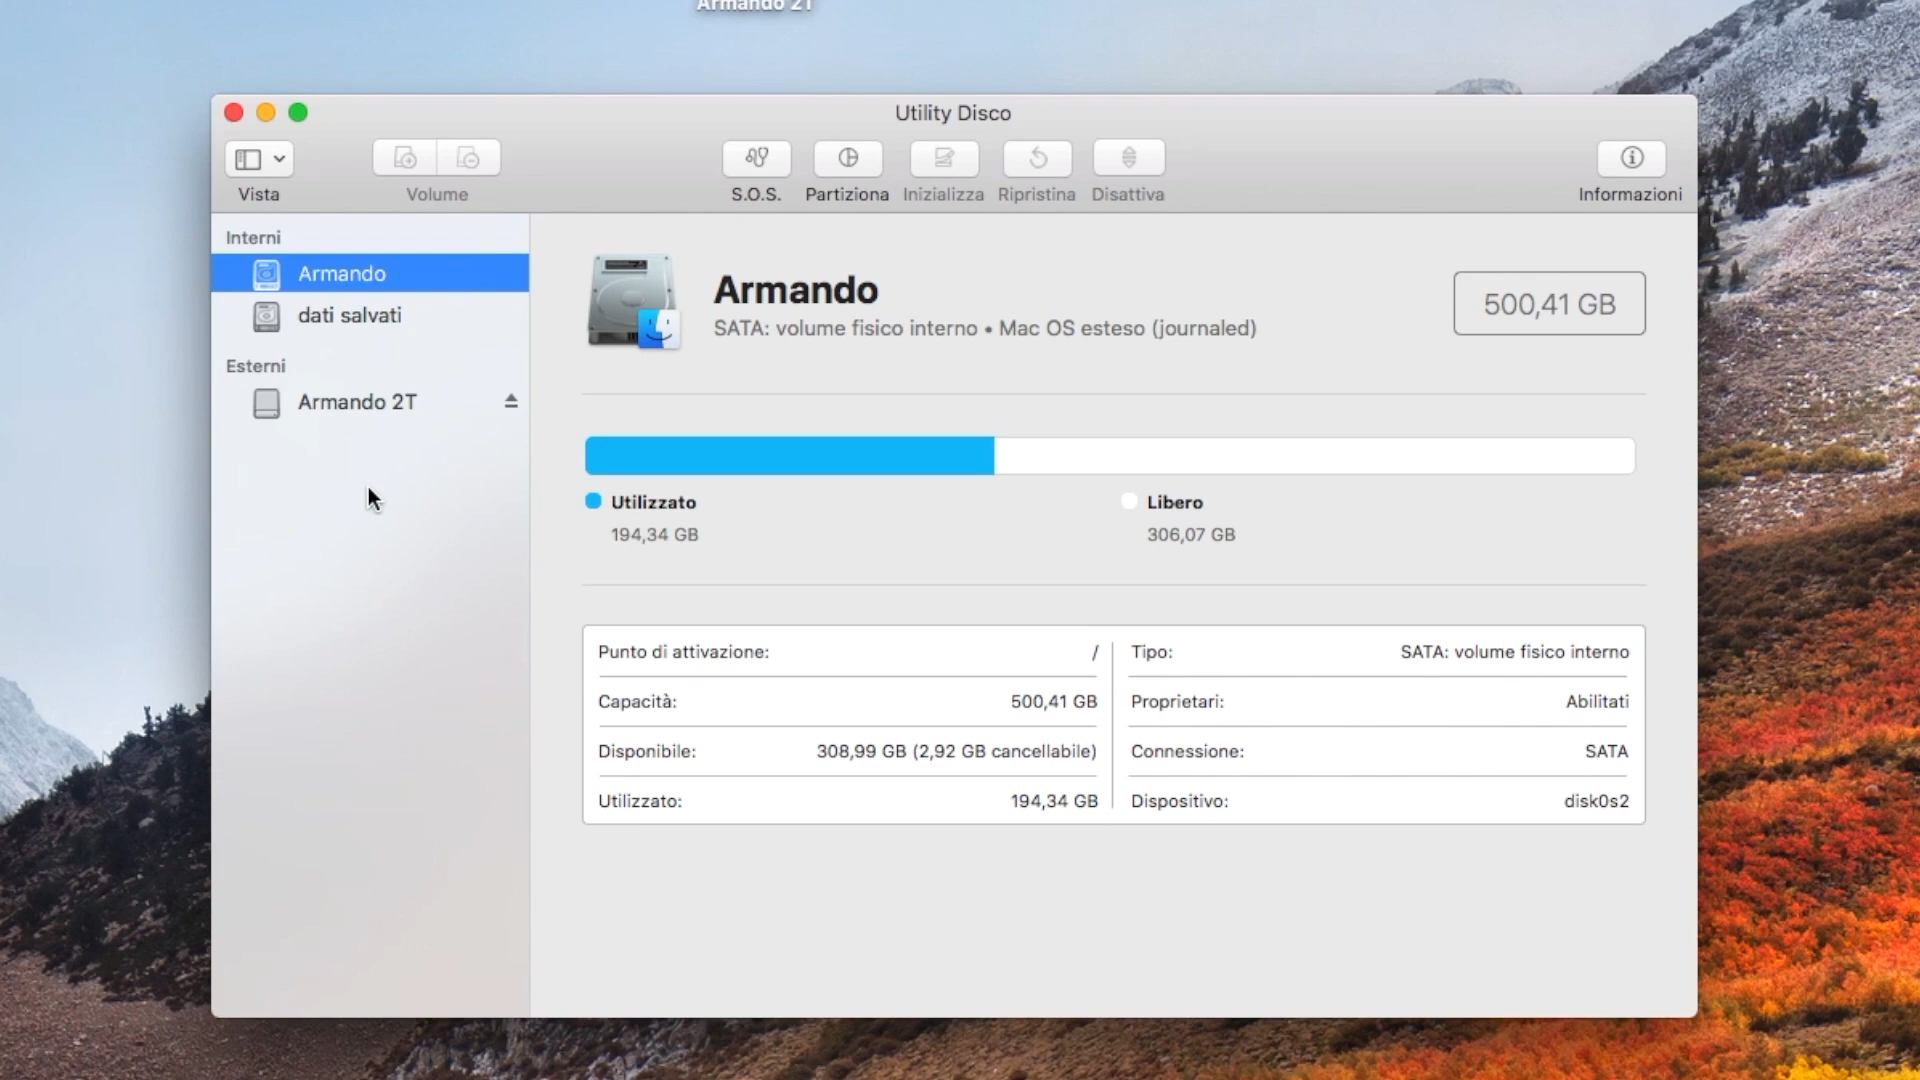 Armando 2T
Utility Disco
Vista
Volume
S.O.S.
Partiziona
Inizializza
Ripristina
Disattiva
Informazioni
Interni
Armando
dati salvati
Esterni
Armando 2T
Armando
SATA: volume fisico interno • Mac OS esteso (journaled)
500,41 GB
Utilizzato
194,34 GB
Libero
306,07 GB
Punto di attivazione: /
Capacità: 500,41 GB
Disponibile: 308,99 GB (2,92 GB cancellabile)
Utilizzato: 194,34 GB
Tipo: SATA: volume fisico interno
Proprietari: Abilitati
Connessione: SATA
Dispositivo: disk0s2